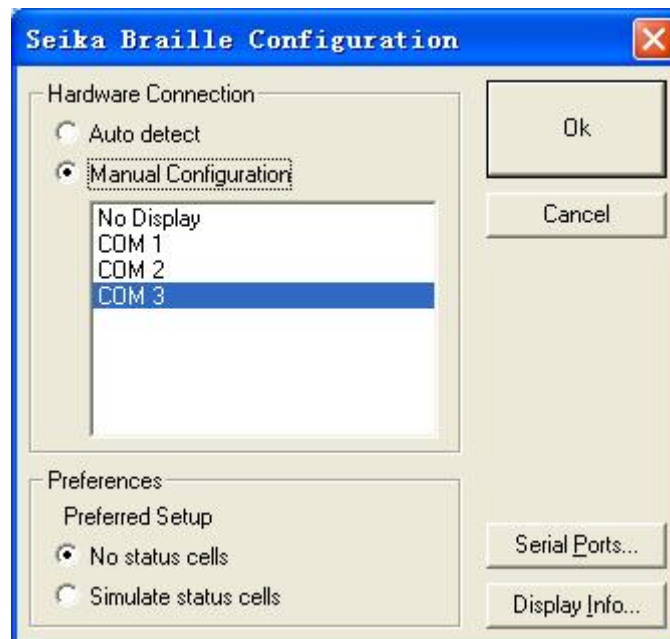 Seika Braille Configuration
Hardware Connection
Auto detect
Manual Configuration
No Display
COM 1
COM 2
COM 3
Ok
Cancel
Preferences
Preferred Setup
No status cells
Simulate status cells
Serial Ports...
Display Info...